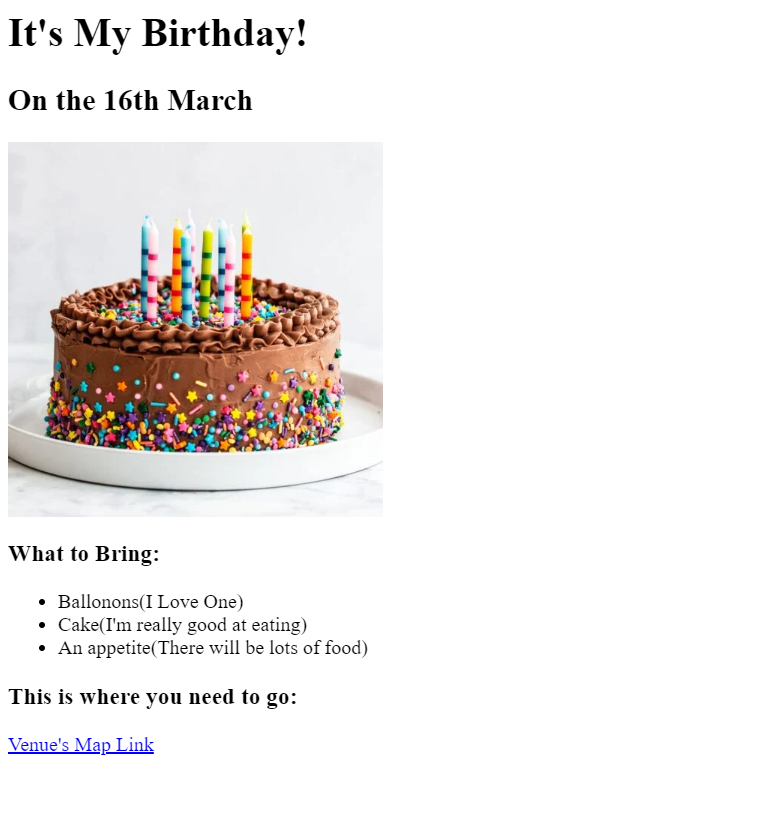 It's My Birthday!
On the 16th March
What to Bring:
Ballonons(I Love One)
Cake(I'm really good at eating)
An appetite(There will be lots of food)
This is where you need to go:
Venue's Map Link